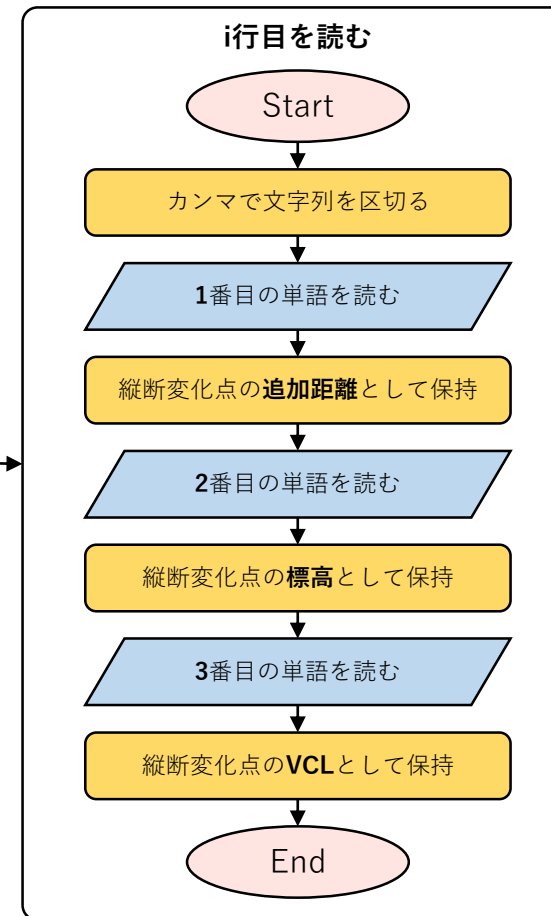 i行目を読む
Start
カンマで文字列を区切る
1番目の単語を読む
縦断変化点の追加距離として保持
2番目の単語を読む
縦断変化点の標高として保持
3番目の単語を読む
縦断変化点のVCLとして保持
End